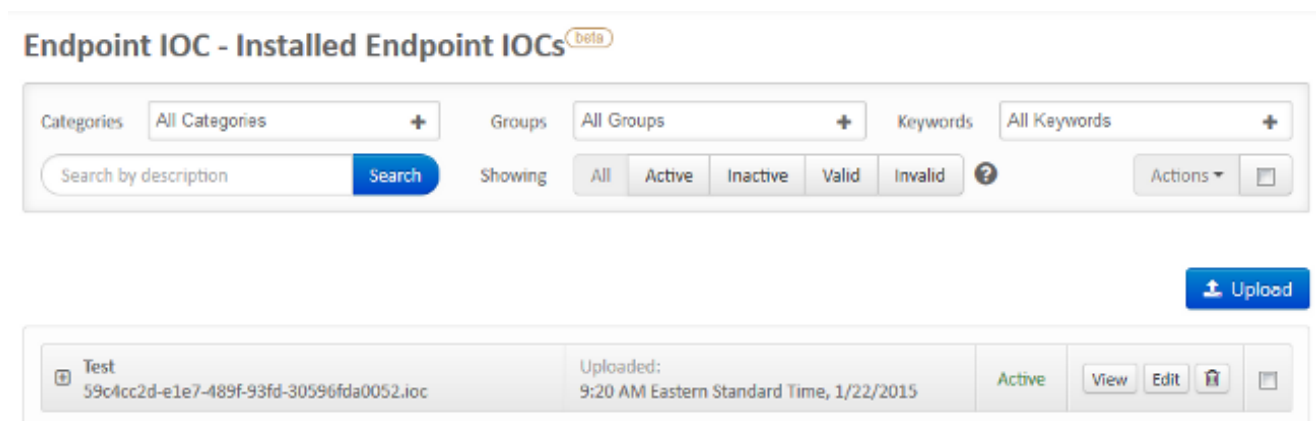 Endpoint IOC - Installed Endpoint IOCs beta
Categories All Categories + Groups All Groups + Keywords All Keywords +
Search by description Search Showing All Active Inactive Valid Invalid ? Actions
Upload
Test
59c4cc2d-e1e7-489f-93fd-30596fda0052.ioc
Uploaded:
9:20 AM Eastern Standard Time, 1/22/2015
Active View Edit